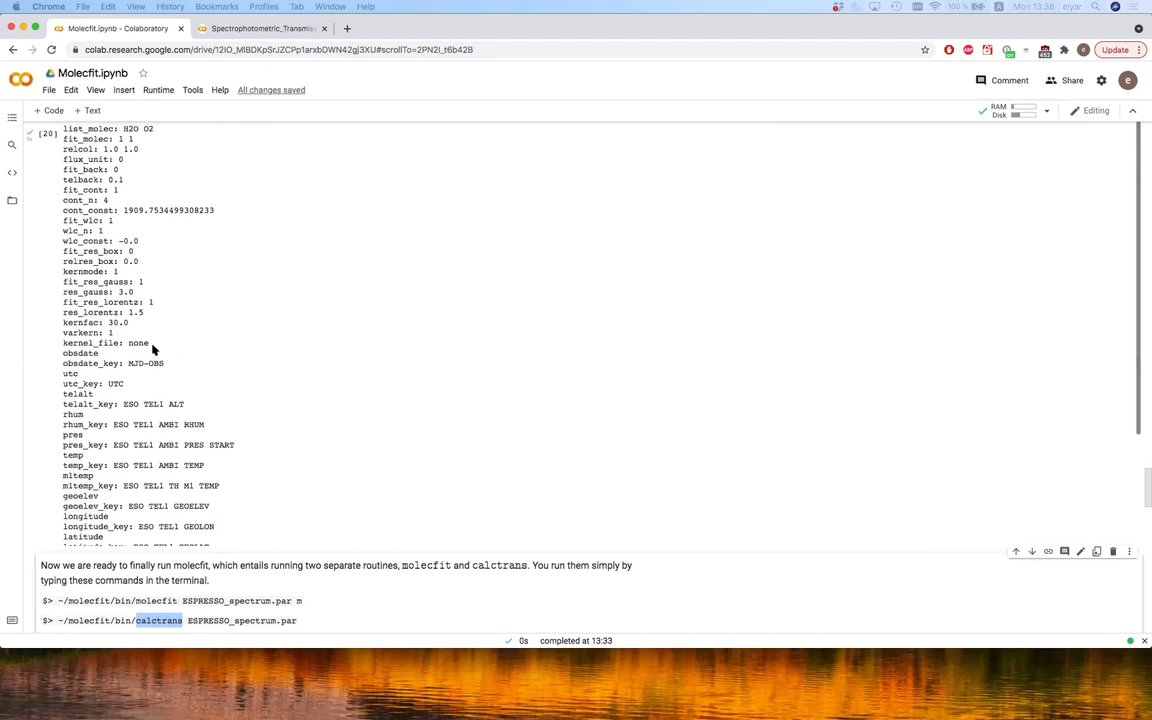 Chrome File Edit View History Bookmarks Profiles Tab Window Help
100 % Mon 13.38 elyar
Molecfit.ipynb - Colaboratory
Spectrophotometric_Transmiss
colab.research.google.com/drive/12IO_MlBDKpSrJZCPp1arxbDWN42gj3XU#scrollTo=2PN2I_t6b42B
Update
Molecfit.ipynb
File Edit View Insert Runtime Tools Help All changes saved
Comment Share e
+ Code + Text
RAM
Disk
Editing
[20]
0s
list_molec: H2O O2
fit_molec: 1 1
relcol: 1.0 1.0
flux_unit: 0
fit_back: 0
telback: 0.1
fit_cont: 1
cont_n: 4
cont_const: 1909.7534499308233
fit_wlc: 1
wlc_n: 1
wlc_const: -0.0
fit_res_box: 0
relres_box: 0.0
kernmode: 1
fit_res_gauss: 1
res_gauss: 3.0
fit_res_lorentz: 1
res_lorentz: 1.5
kernfac: 30.0
varkern: 1
kernel_file: none
obsdate
obsdate_key: MJD-OBS
utc
utc_key: UTC
telalt
telalt_key: ESO TEL1 ALT
rhum
rhum_key: ESO TEL1 AMBI RHUM
pres
pres_key: ESO TEL1 AMBI PRES START
temp
temp_key: ESO TEL1 AMBI TEMP
m1temp
m1temp_key: ESO TEL1 TH M1 TEMP
geoelev
geoelev_key: ESO TEL1 GEOELEV
longitude
longitude_key: ESO TEL1 GEOLON
latitude
Now we are ready to finally run molecfit, which entails running two separate routines, molecfit and calctrans. You run them simply by
typing these commands in the terminal.
$> ~/molecfit/bin/molecfit ESPRESSO_spectrum.par m
$> ~/molecfit/bin/calctrans ESPRESSO_spectrum.par
0s completed at 13:33